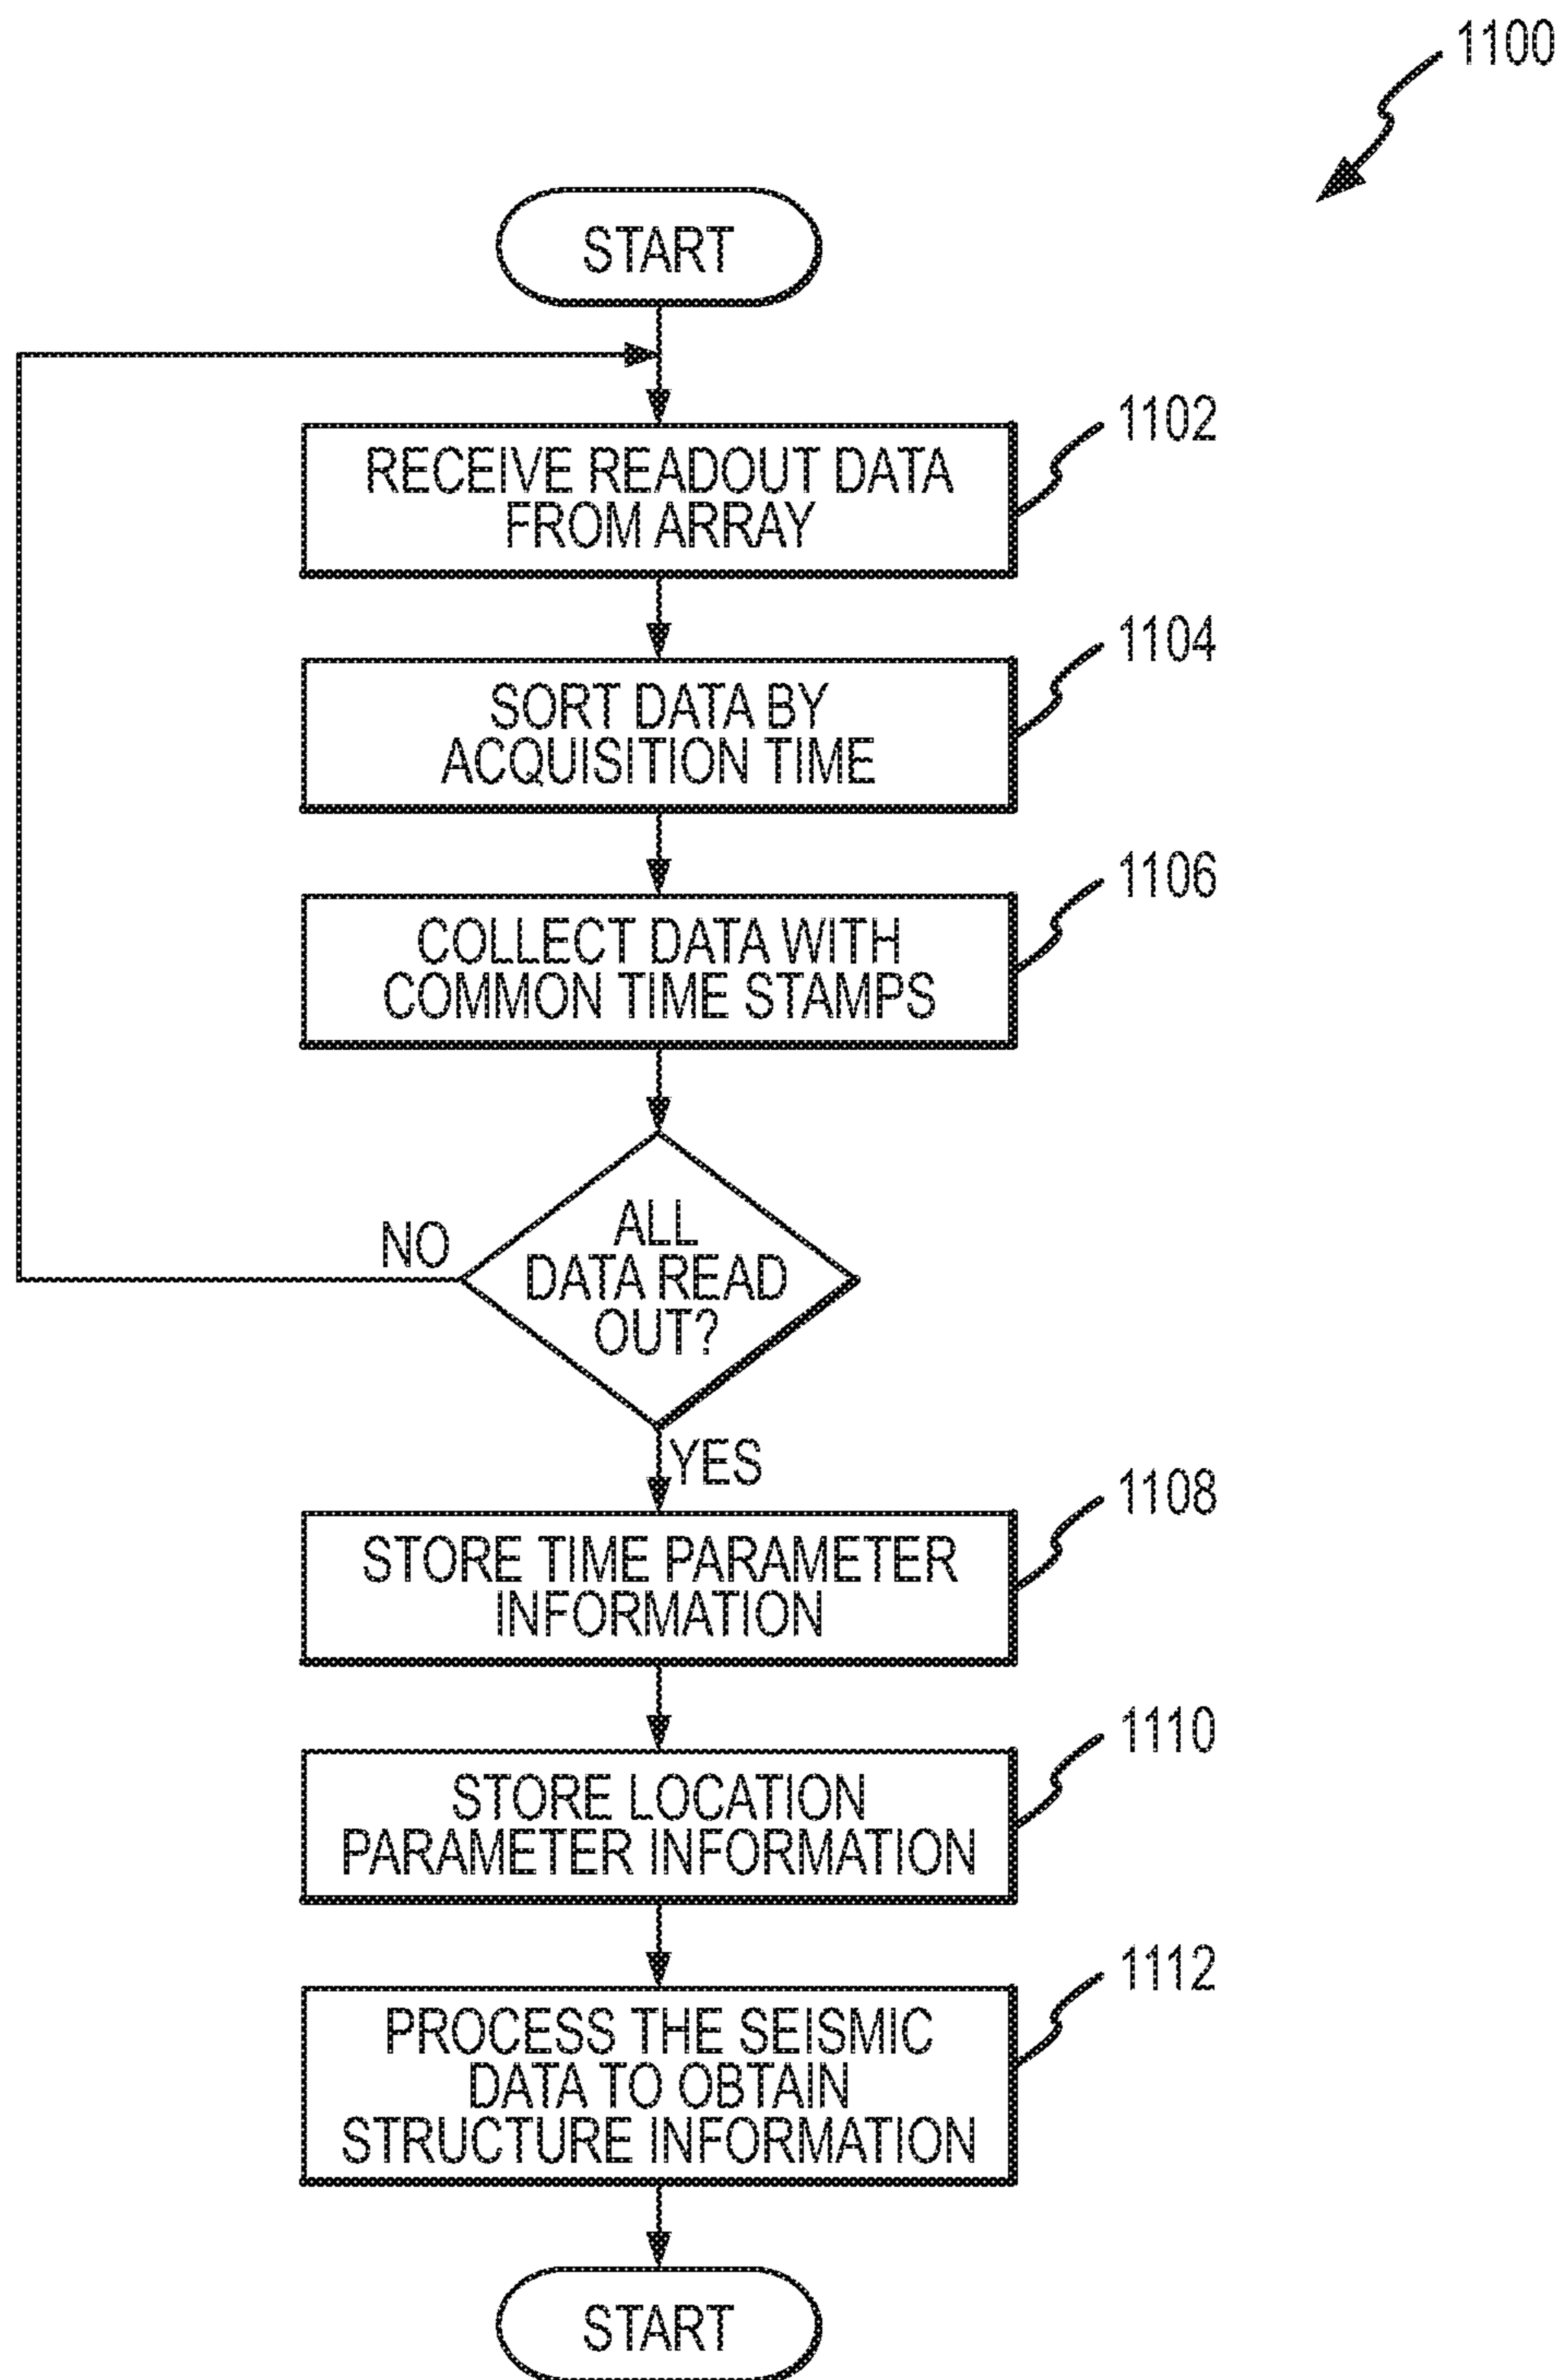 1100
START
1102
RECEIVE READOUT DATA
FROM ARRAY
1104
SORT DATA BY
ACQUISITION TIME
1106
COLLECT DATA WITH
COMMON TIME STAMPS
NO
ALL
DATA READ
OUT?
YES
1108
STORE TIME PARAMETER
INFORMATION
1110
STORE LOCATION
PARAMETER INFORMATION
1112
PROCESS THE SEISMIC
DATA TO OBTAIN
STRUCTURE INFORMATION
START